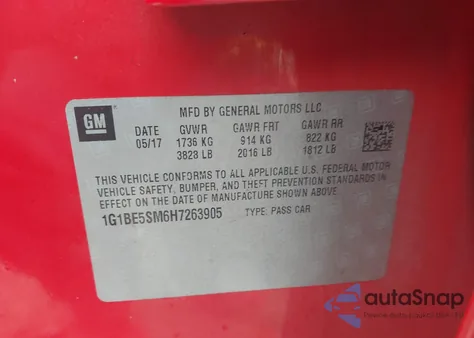 GM
MFD BY GENERAL MOTORS LLC
DATE GVWR GAWR FRT GAWR RR
05/17 1736 KG 914 KG 822 KG
3823 LB 2016 LB 1812 LB
THIS VEHICLE CONFORMS TO ALL APPLICABLE U.S. FEDERAL MOTOR
VEHICLE SAFETY, BUMPER, AND THEFT PREVENTION STANDARDS IN
EFFECT ON THE DATE OF MANUFACTURE SHOWN ABOVE.
1G1BE5SM6H7263905 TYPE: PASS CAR
autoSnap